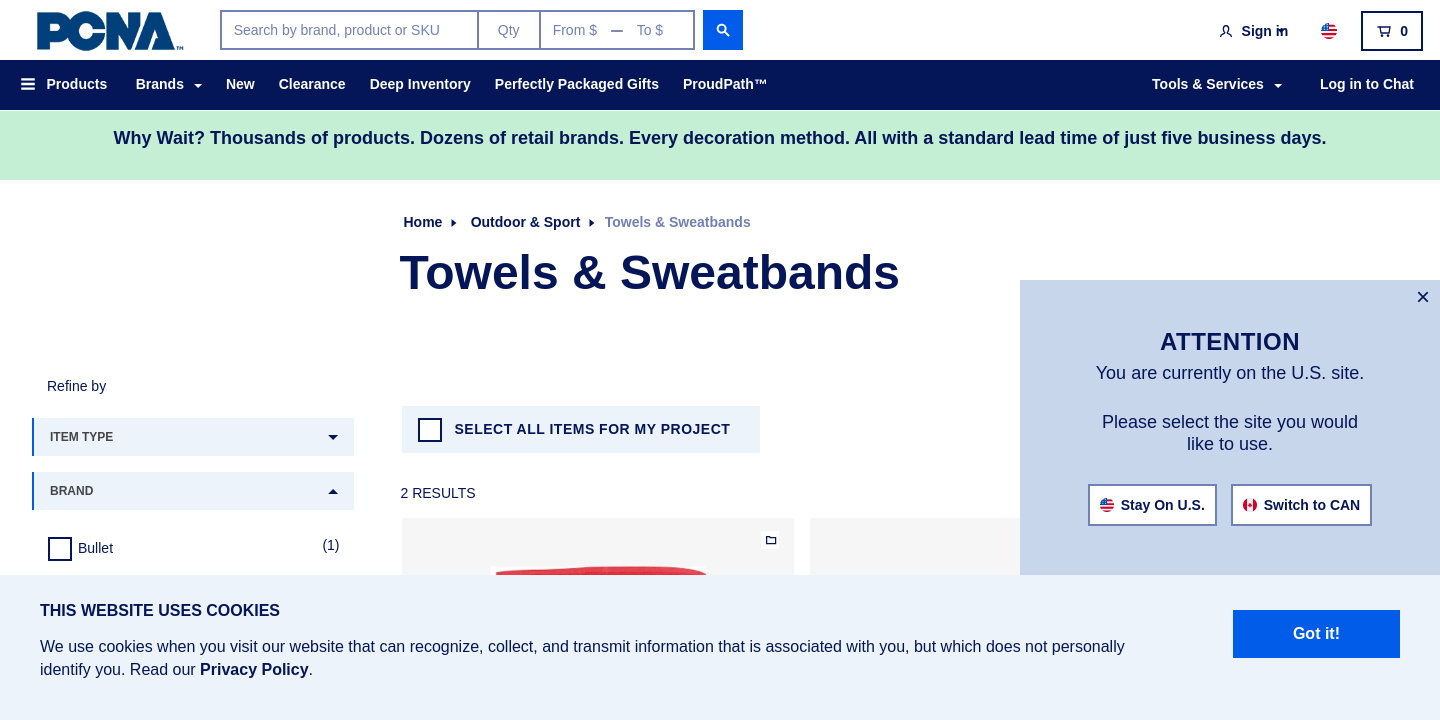 PCNA™
Search by brand, product or SKU
Qty
From $ — To $
Sign in
0
Products
Brands
New
Clearance
Deep Inventory
Perfectly Packaged Gifts
ProudPath™
Tools & Services
Log in to Chat
Why Wait? Thousands of products. Dozens of retail brands. Every decoration method. All with a standard lead time of just five business days.
Home
Outdoor & Sport
Towels & Sweatbands
Towels & Sweatbands
×
ATTENTION
You are currently on the U.S. site.
Please select the site you would
like to use.
Stay On U.S.
Switch to CAN
Refine by
ITEM TYPE
BRAND
Bullet
(1)
SELECT ALL ITEMS FOR MY PROJECT
2 RESULTS
THIS WEBSITE USES COOKIES
We use cookies when you visit our website that can recognize, collect, and transmit information that is associated with you, but which does not personally
identify you. Read our Privacy Policy.
Got it!